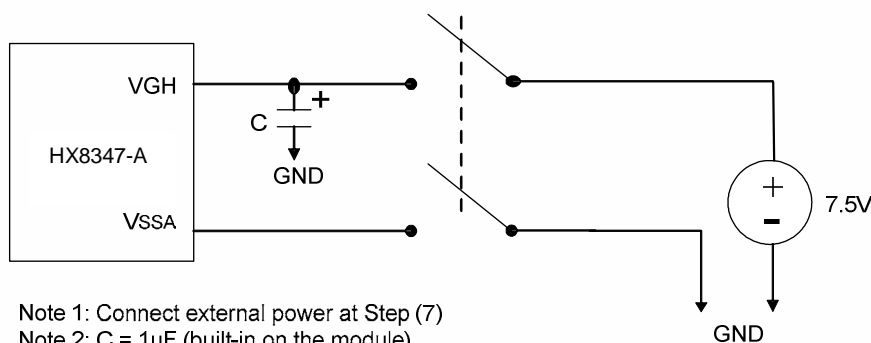 VGH
+
C
HX8347-A
GND
VSSA
+
-
7.5V
GND
Note 1: Connect external power at Step (7)
Note 2: C = 1uF (built-in on the module)